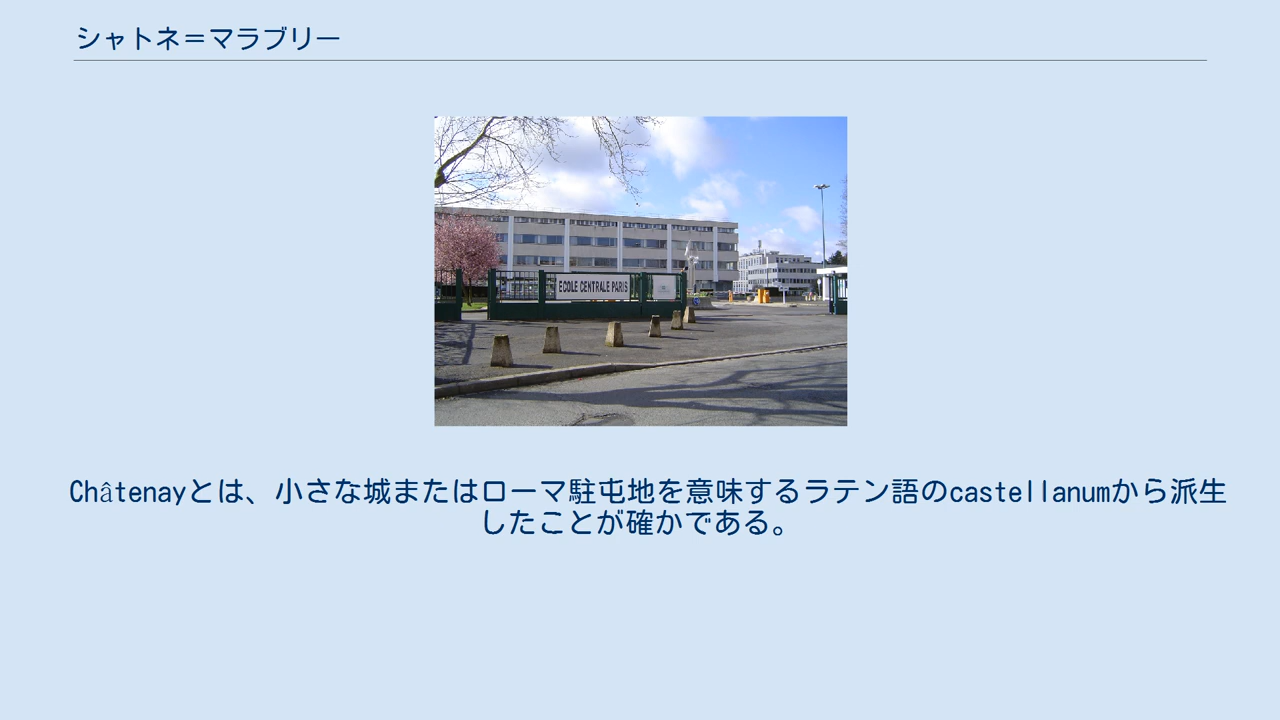 シャトネ＝マラブリー
ECOLE CENTRALE PARIS
Châtenayとは、小さな城またはローマ駐屯地を意味するラテン語のcastellanumから派生
したことが確かである。